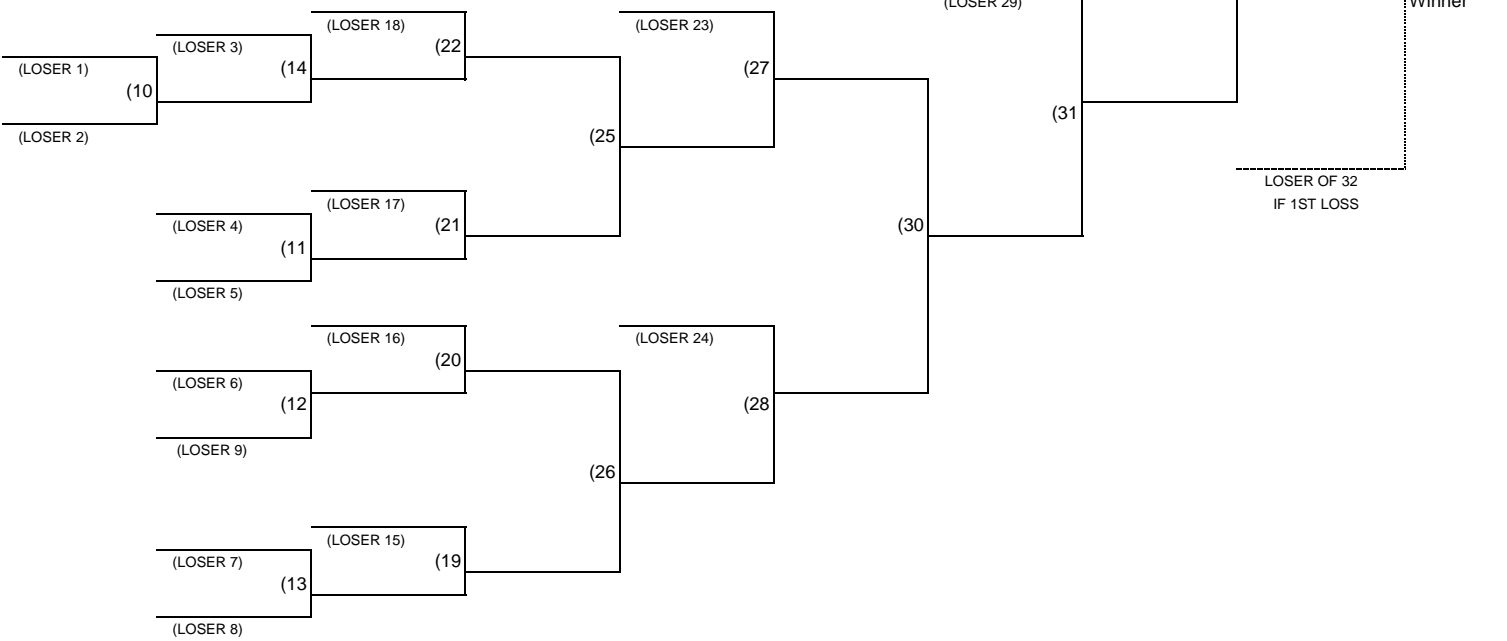 (LOSER 29)
Winner
(LOSER 18)
(LOSER 23)
(LOSER 3)
(22
(LOSER 1)
(14
(27
(10
(31
(LOSER 2)
(25
LOSER OF 32
(LOSER 17)
IF 1ST LOSS
(LOSER 4)
(21
(30
(11
(LOSER 5)
(LOSER 16)
(LOSER 24)
(20
(LOSER 6)
(12
(28
(LOSER 9)
(26
(LOSER 15)
(LOSER 7)
(19
(13
(LOSER 8)